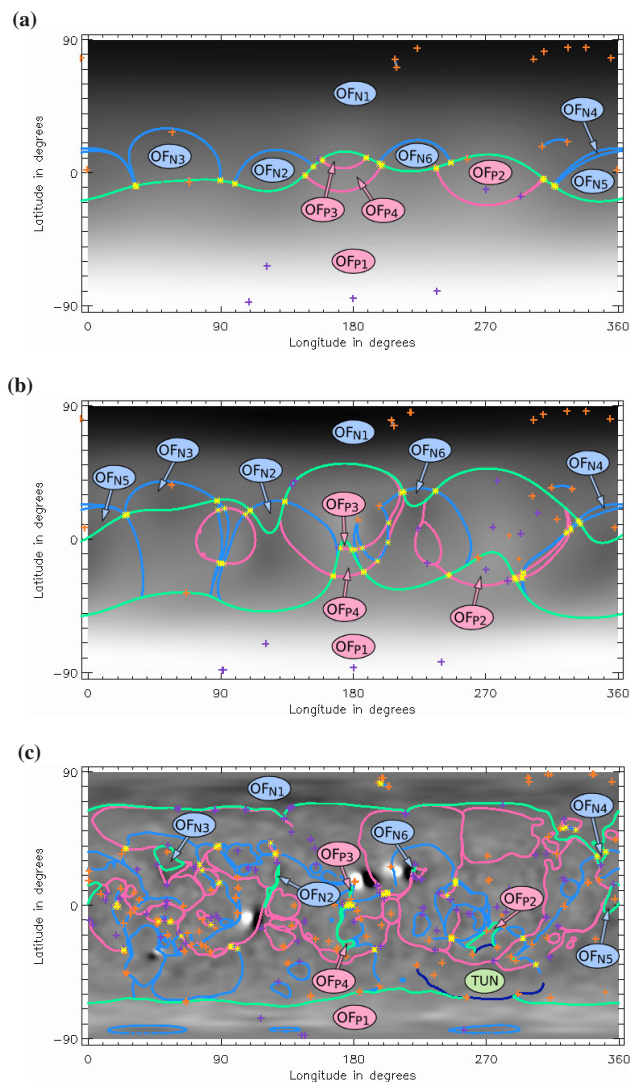 (a)
90
0
−90
Latitude in degrees
OFN1
OFN4
OFN3
OFN2
OFN6
OFP2
OFN5
OFP3
OFP4
OFP1
0 90 180 270 360
Longitude in degrees
(b)
90
0
−90
Latitude in degrees
OFN1
OFN3
OFN6
OFN5
OFN2
OFN4
OFP3
OFP4
OFP2
OFP1
0 90 180 270 360
Longitude in degrees
(c)
90
0
−90
Latitude in degrees
OFN1
OFN4
OFN3
OFN6
OFP3
OFN2
OFP2
OFN5
OFP4
TUN
OFP1
0 90 180 270 360
Longitude in degrees